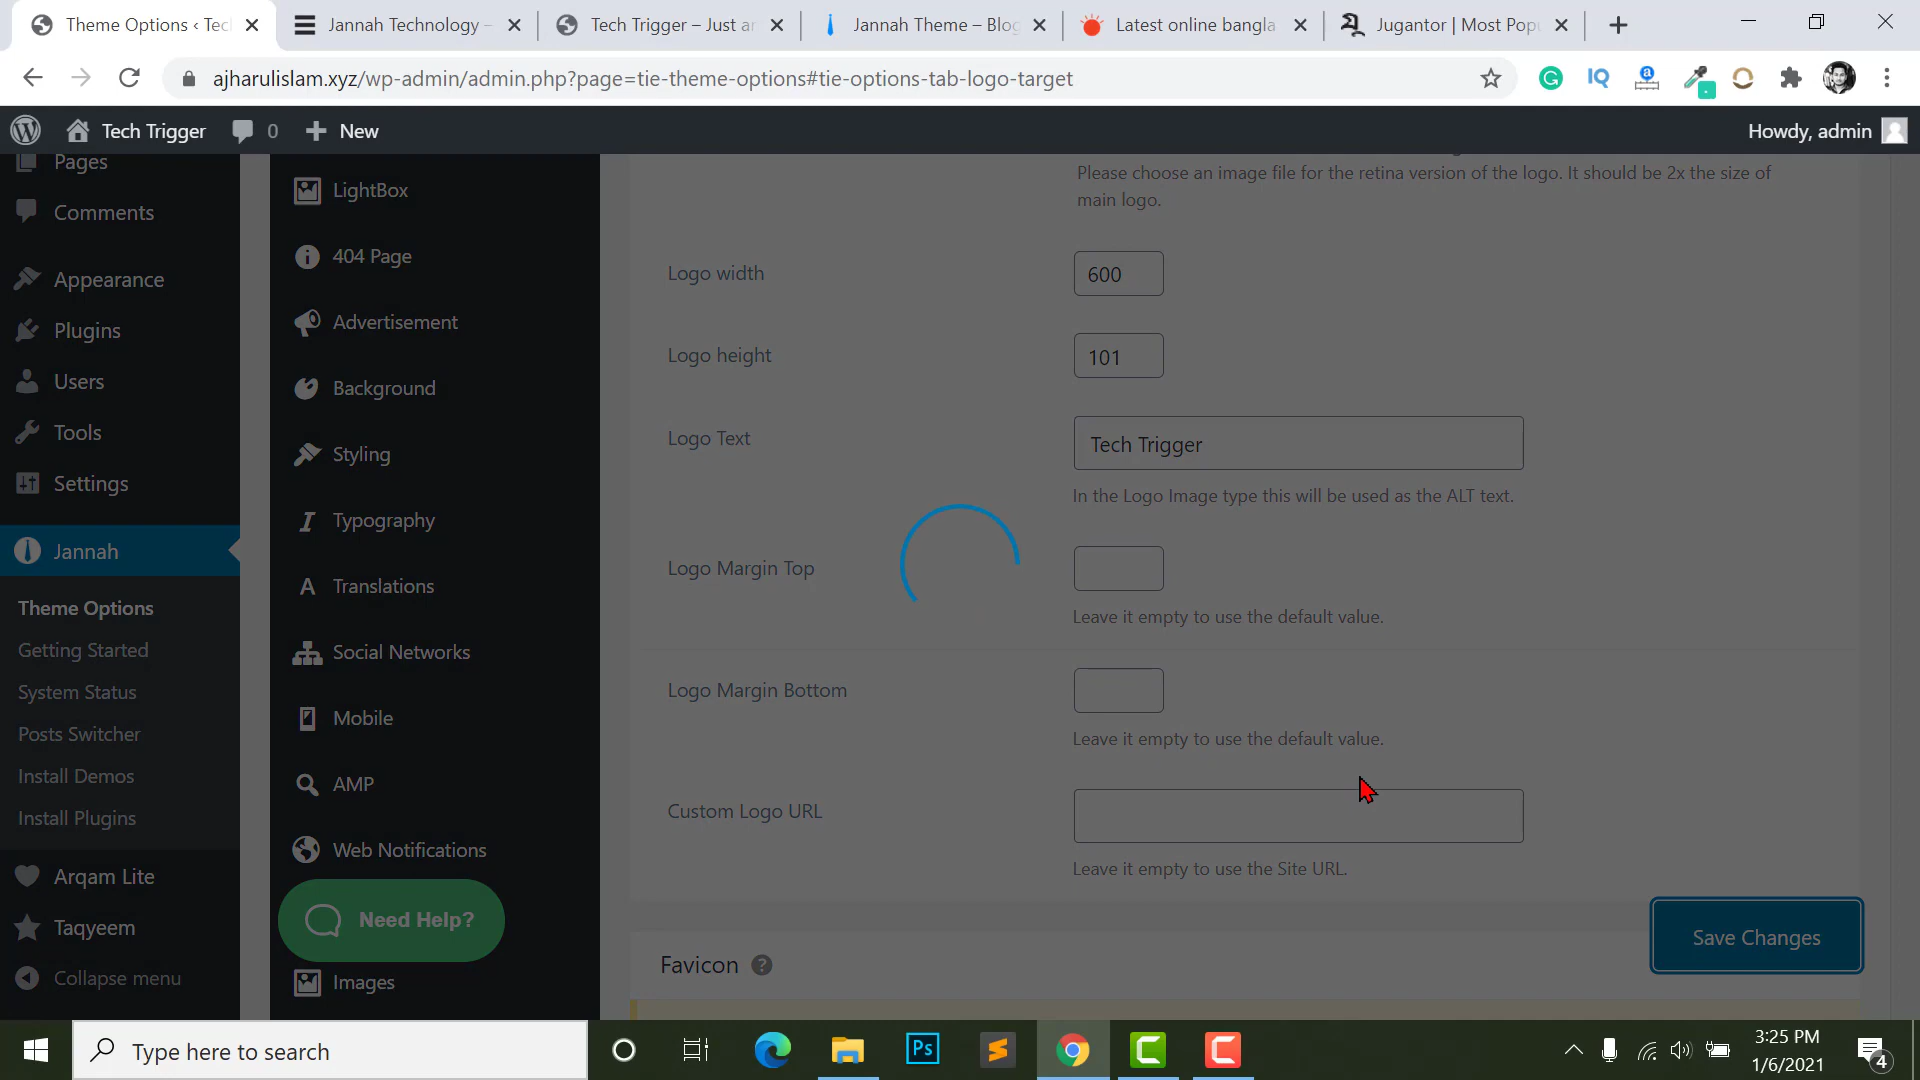 Theme Options ‹ Tec
Jannah Technology –
Tech Trigger – Just a
Jannah Theme – Blog
Latest online bangla
Jugantor | Most Popu
ajharulislam.xyz/wp-admin/admin.php?page=tie-theme-options#tie-options-tab-logo-target
Tech Trigger
0
New
Howdy, admin
Pages
Comments
Appearance
Plugins
Users
Tools
Settings
Jannah
Theme Options
Getting Started
System Status
Posts Switcher
Install Demos
Install Plugins
Arqam Lite
Taqyeem
Collapse menu
LightBox
404 Page
Advertisement
Background
Styling
Typography
Translations
Social Networks
Mobile
AMP
Web Notifications
Need Help?
Images
Please choose an image file for the retina version of the logo. It should be 2x the size of
main logo.
Logo width
600
Logo height
101
Logo Text
Tech Trigger
In the Logo Image type this will be used as the ALT text.
Logo Margin Top
Leave it empty to use the default value.
Logo Margin Bottom
Leave it empty to use the default value.
Custom Logo URL
Leave it empty to use the Site URL.
Save Changes
Favicon
Type here to search
Ps
3:25 PM
1/6/2021
4